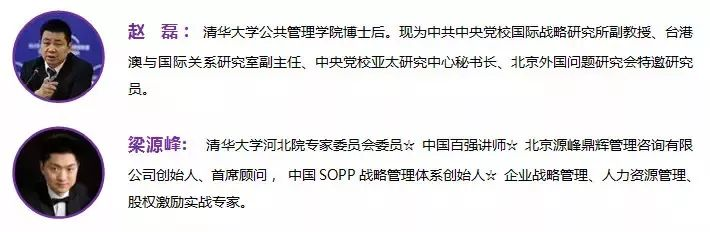 赵 磊：清华大学公共管理学院博士后。现为中共中央党校国际战略研究所副教授、台港
澳与国际关系研究室副主任、中央党校亚太研究中心秘书长、北京外国问题研究会特邀研究
员。
梁源峰： 清华大学河北院专家委员会委员☆ 中国百强讲师☆ 北京源峰鼎辉管理咨询有限
公司创始人、首席顾问， 中国 SOPP 战略管理体系创始人☆ 企业战略管理、人力资源管理、
股权激励实战专家。